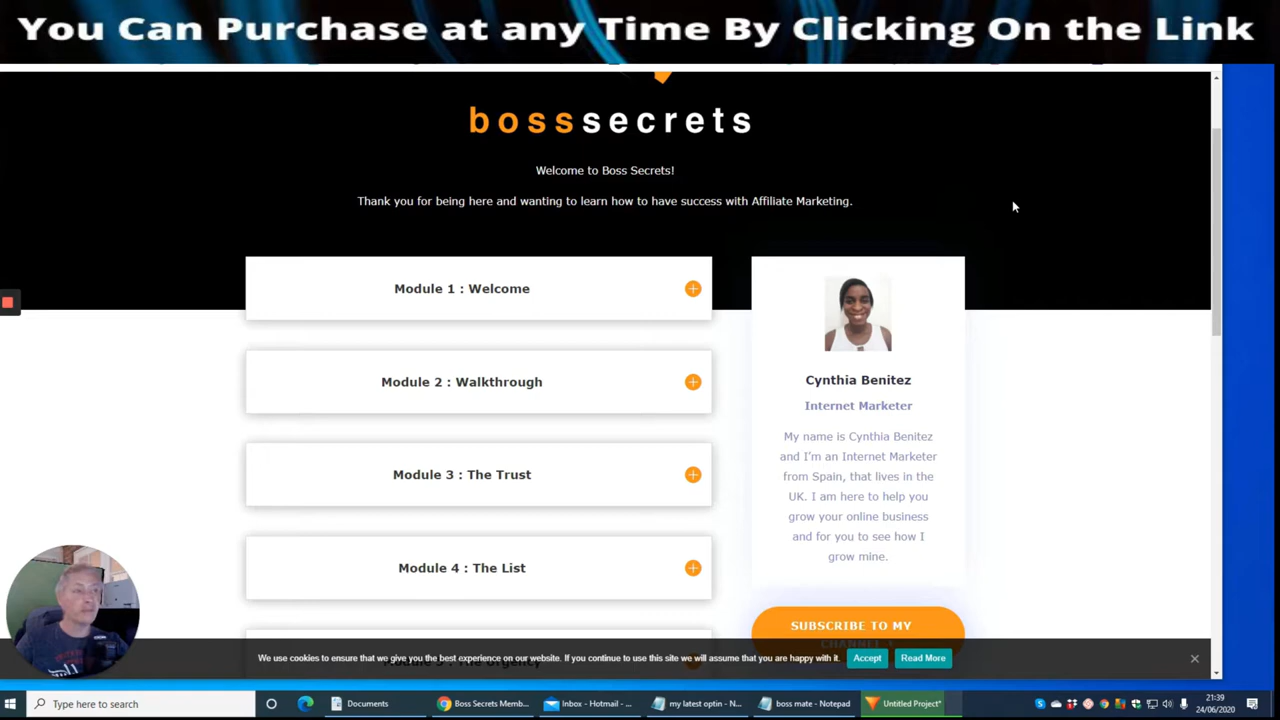 You Can Purchase at any Time By Clicking On the Link
bosssecrets
Welcome to Boss Secrets!
Thank you for being here and wanting to learn how to have success with Affiliate Marketing.
Module 1 : Welcome
Module 2 : Walkthrough
Module 3 : The Trust
Module 4 : The List
Cynthia Benitez
Internet Marketer
My name is Cynthia Benitez
and I'm an Internet Marketer
from Spain, that lives in the
UK. I am here to help you
grow your online business
and for you to see how I
grow mine.
SUBSCRIBE TO MY
CHANNEL
We use cookies to ensure that we give you the best experience on our website. If you continue to use this site we will assume that you are happy with it.
Accept
Read More
Type here to search
Documents
Boss Secrets Memb...
Inbox - Hotmail - ...
my latest optin - N...
boss mate - Notepad
Untitled Project*
21:39
24/06/2020